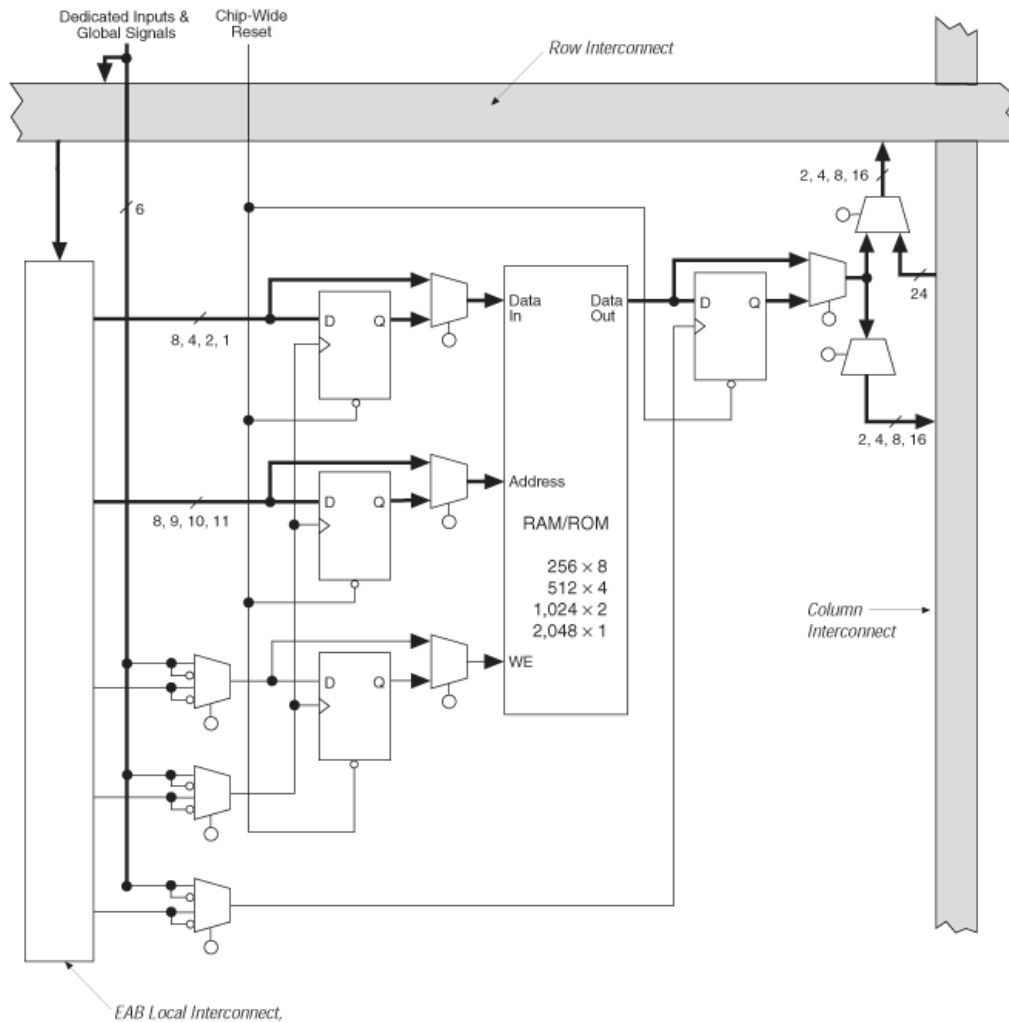 Dedicated Inputs &
Global Signals
Chip-Wide
Reset
Row Interconnect
6
2, 4, 8, 16
24
8, 4, 2, 1
D Q
Data
In
Data
Out
D Q
2, 4, 8, 16
8, 9, 10, 11
D Q
Address
RAM/ROM
256 × 8
512 × 4
1,024 × 2
2,048 × 1
Column
Interconnect
D Q
WE
EAB Local Interconnect,